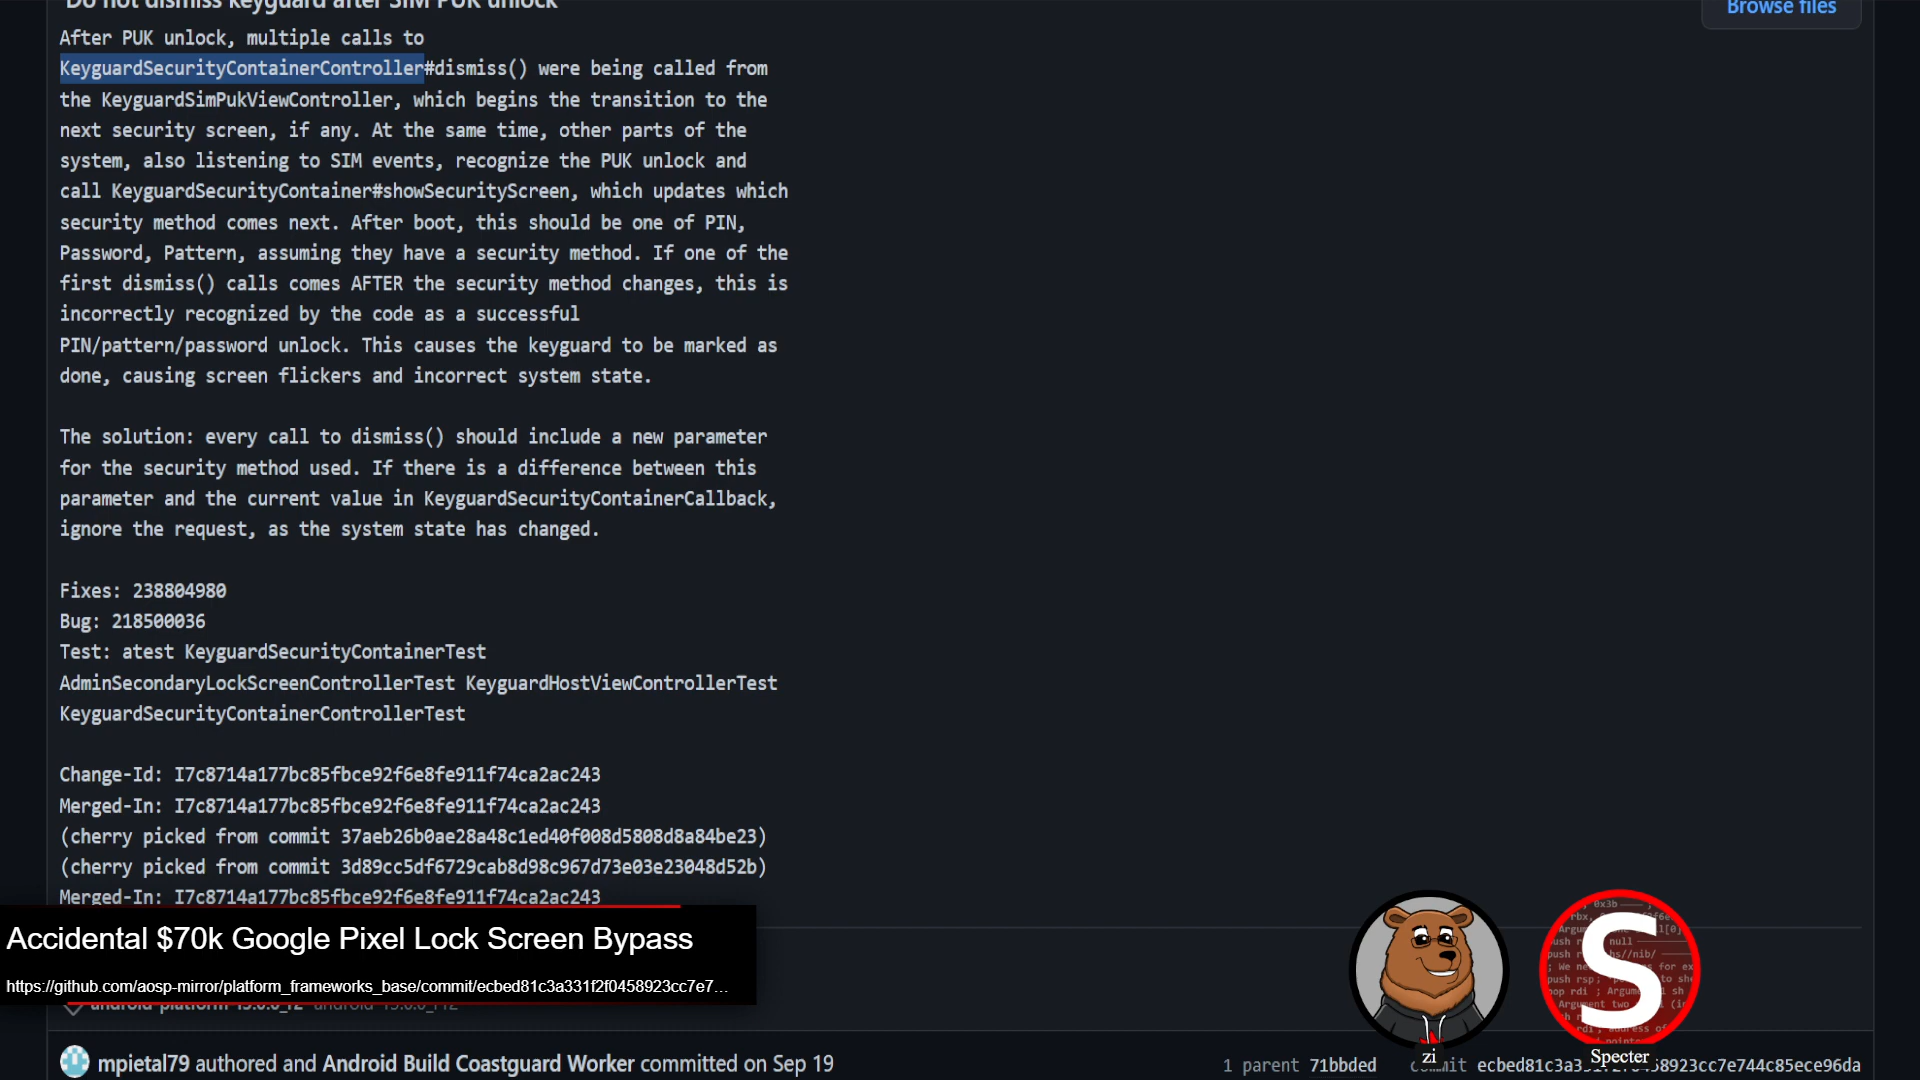 Do not dismiss keyguard after SIM PUK unlock
Browse files
After PUK unlock, multiple calls to
KeyguardSecurityContainerController#dismiss() were being called from
the KeyguardSimPukViewController, which begins the transition to the
next security screen, if any. At the same time, other parts of the
system, also listening to SIM events, recognize the PUK unlock and
call KeyguardSecurityContainer#showSecurityScreen, which updates which
security method comes next. After boot, this should be one of PIN,
Password, Pattern, assuming they have a security method. If one of the
first dismiss() calls comes AFTER the security method changes, this is
incorrectly recognized by the code as a successful
PIN/pattern/password unlock. This causes the keyguard to be marked as
done, causing screen flickers and incorrect system state.
The solution: every call to dismiss() should include a new parameter
for the security method used. If there is a difference between this
parameter and the current value in KeyguardSecurityContainerCallback,
ignore the request, as the system state has changed.
Fixes: 238804980
Bug: 218500036
Test: atest KeyguardSecurityContainerTest
AdminSecondaryLockScreenControllerTest KeyguardHostViewControllerTest
KeyguardSecurityContainerControllerTest
Change-Id: I7c8714a177bc85fbce92f6e8fe911f74ca2ac243
Merged-In: I7c8714a177bc85fbce92f6e8fe911f74ca2ac243
(cherry picked from commit 37aeb26b0ae28a48c1ed40f008d5808d8a84be23)
(cherry picked from commit 3d89cc5df6729cab8d98c967d73e03e23048d52b)
Merged-In: I7c8714a177bc85fbce92f6e8fe911f74ca2ac243
Accidental $70k Google Pixel Lock Screen Bypass
https://github.com/aosp-mirror/platform_frameworks_base/commit/ecbed81c3a331f2f0458923cc7e7...
S
zi
Specter
mpietal79 authored and Android Build Coastguard Worker committed on Sep 19
1 parent 71bbded commit